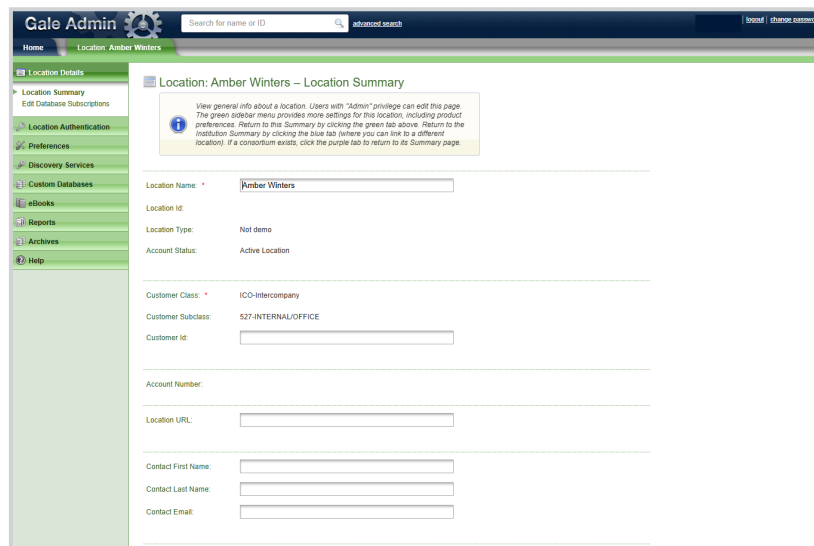 Gale Admin
Search for name or ID
advanced search
logout | change passwo
Home
Location: Amber Winters
Location Details
Location Summary
Edit Database Subscriptions
Location Authentication
Preferences
Discovery Services
Custom Databases
eBooks
Reports
Archives
Help
Location: Amber Winters – Location Summary
View general info about a location. Users with "Admin" privilege can edit this page.
The green sidebar menu provides more settings for this location, including product
preferences. Return to this Summary by clicking the green tab above. Return to the
Institution Summary by clicking the blue tab (where you can link to a different
location). If a consortium exists, click the purple tab to return to its Summary page.
Location Name: * Amber Winters
Location Id:
Location Type: Not demo
Account Status: Active Location
Customer Class: * ICO-Intercompany
Customer Subclass: 527-INTERNAL/OFFICE
Customer Id:
Account Number:
Location URL:
Contact First Name:
Contact Last Name:
Contact Email: